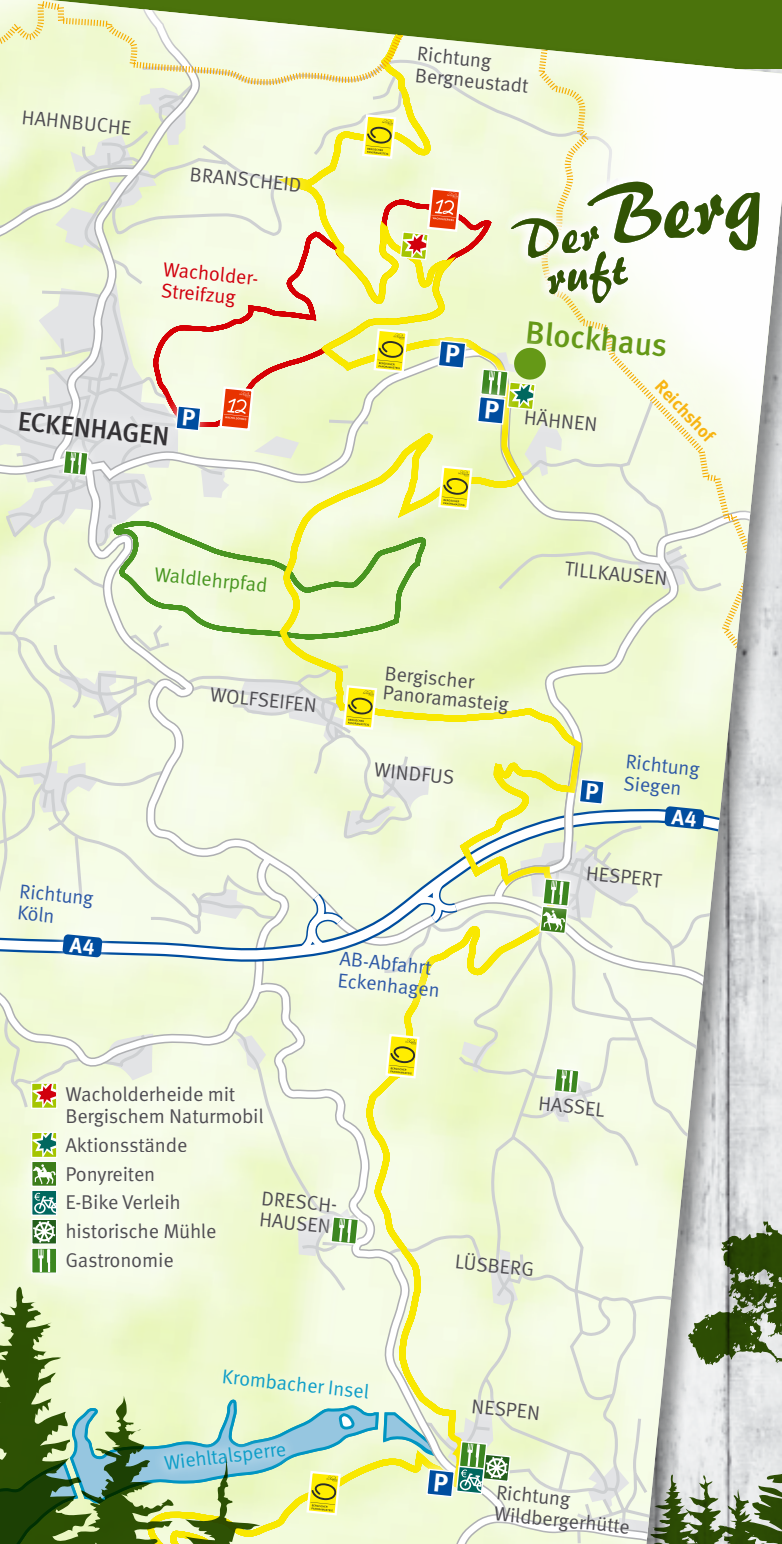 Richtung
Bergneustadt
HAHNBUCHE
BRANSCHEID
12
Der Berg
ruft
Wacholder-
Streifzug
Blockhaus
P
P
12
P
Reichshof
ECKENHAGEN
HÄHNEN
Waldlehrpfad
TILLKAUSEN
Bergischer
Panoramasteig
WOLFSEIFEN
WINDFUS
Richtung
Siegen
P
A4
HESPERT
Richtung
Köln
A4
AB-Abfahrt
Eckenhagen
HASSEL
Wacholderheide mit
Bergischem Naturmobil
Aktionsstände
Ponyreiten
E-Bike Verleih
historische Mühle
Gastronomie
DRESCH-
HAUSEN
LÜSBERG
Krombacher Insel
NESPEN
Wiehltalsperre
P
Richtung
Wildbergerhütte